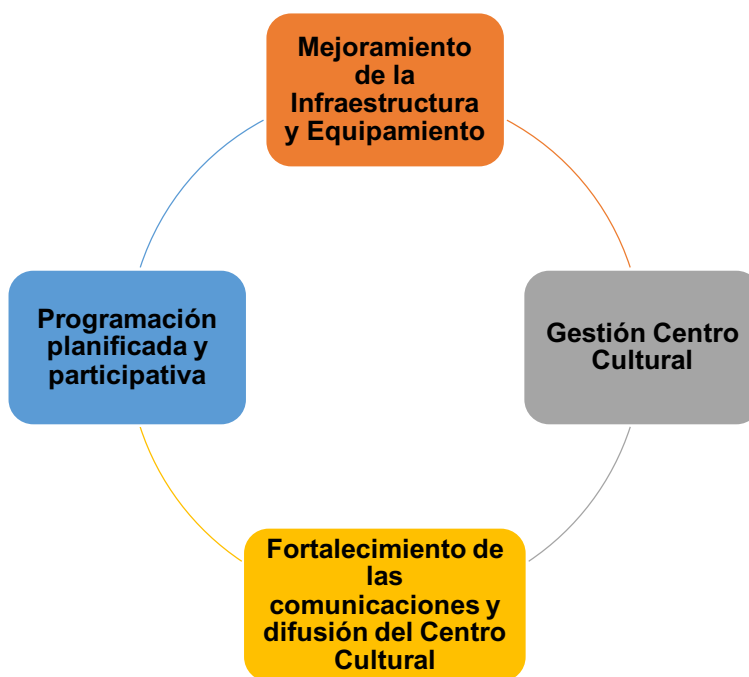 Mejoramiento
de la
Infraestructura
y Equipamiento
Programación
planificada y
participativa
Gestión Centro
Cultural
Fortalecimiento de
las
comunicaciones y
difusión del Centro
Cultural